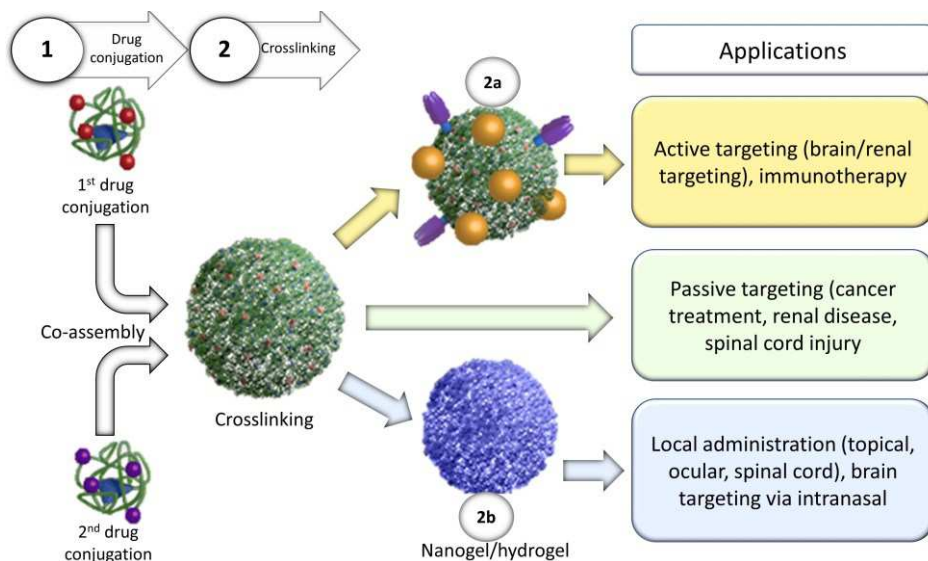 1
Drug
conjugation
2
Crosslinking
2a
Applications
1st drug
conjugation
Active targeting (brain/renal
targeting), immunotherapy
Co-assembly
Passive targeting (cancer
treatment, renal disease,
spinal cord injury
Crosslinking
Local administration (topical,
ocular, spinal cord), brain
targeting via intranasal
2nd drug
conjugation
2b
Nanogel/hydrogel